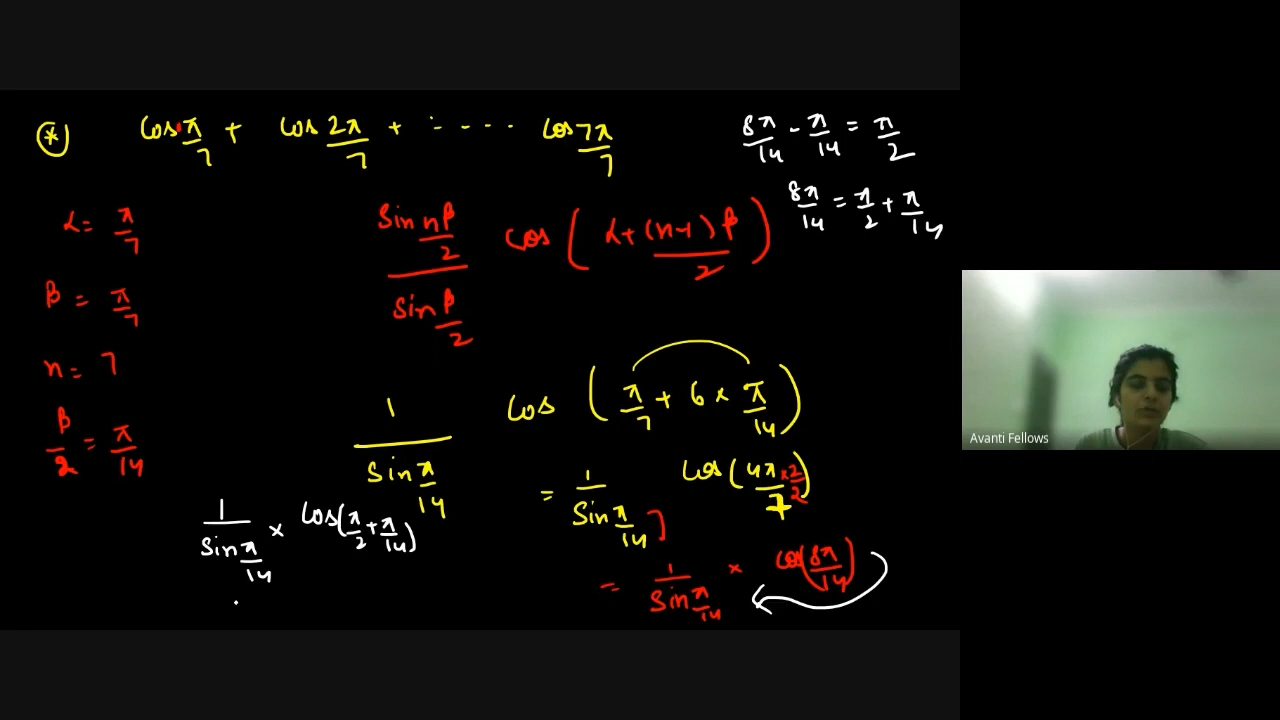 (*) cos π/7 + cos 2π/7 + ..... cos 7π/7
8π/14 - π/14 = π/2
8π/14 = π/2 + π/14
α = π/7
β = π/7
n = 7
β/2 = π/14
sin nβ/2 / sin β/2 cos ( α + (n-1) β/2 )
1 / sin π/14 cos ( π/7 + 6 × π/14 )
= 1 / sin π/14 cos ( 4π/7 × 2/2 )
= 1 / sin π/14 × cos ( 8π/14 )
1 / sin π/14 × cos ( π/2 + π/14 )
Avanti Fellows